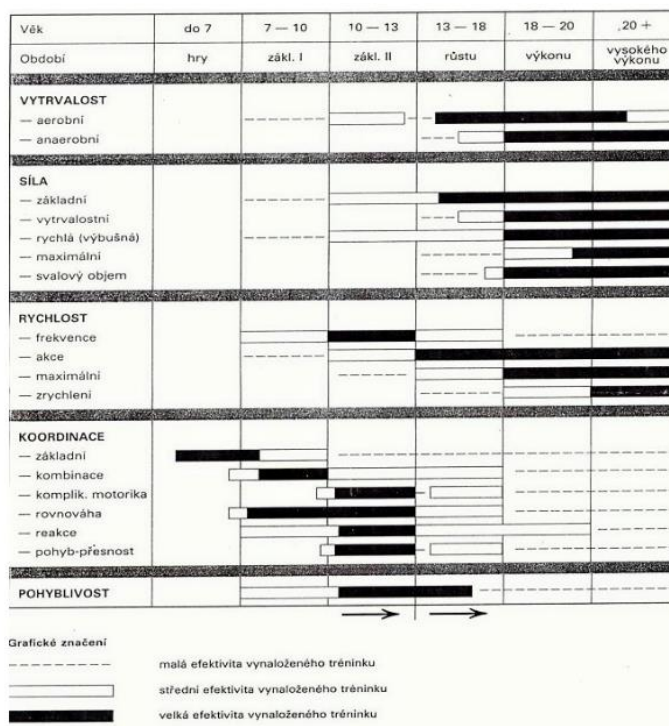 Věk do 7 7 — 10 10 — 13 13 — 18 18 — 20 20 +
Období hry zákl. I zákl. II růstu výkonu vysokého výkonu
VYTRVALOST
— aerobní
— anaerobní
SÍLA
— základní
— vytrvalostní
— rychlá (výbušná)
— maximální
— svalový objem
RYCHLOST
— frekvence
— akce
— maximální
— zrychlení
KOORDINACE
— základní
— kombinace
— komplik. motorika
— rovnováha
— reakce
— pohyb-přesnost
POHYBLIVOST
Grafické značení
malá efektivita vynaloženého tréninku
střední efektivita vynaloženého tréninku
velká efektivita vynaloženého tréninku